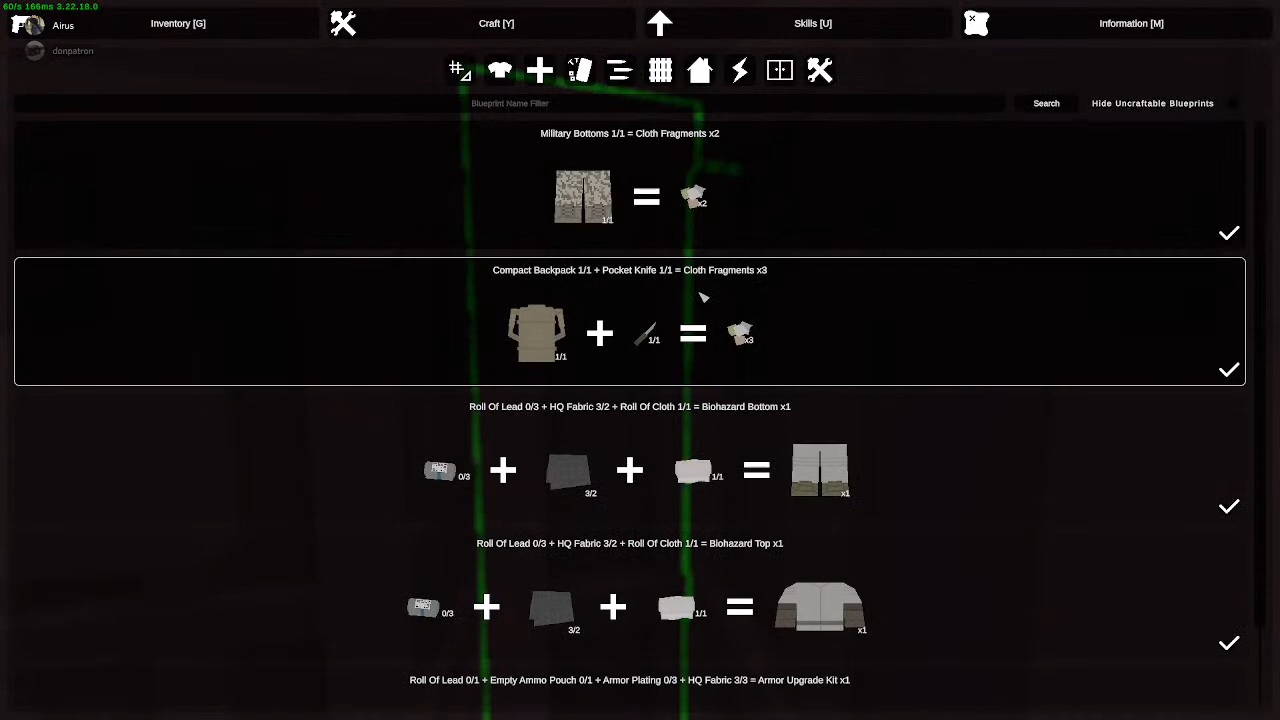 60/s 166ms 3.22.18.0
Airus
Inventory [G]
Craft [Y]
Skills [U]
Information [M]
donpatron
Blueprint Name Filter
Search
Hide Uncraftable Blueprints
Military Bottoms 1/1 = Cloth Fragments x2
1/1
x2
Compact Backpack 1/1 + Pocket Knife 1/1 = Cloth Fragments x3
1/1
1/1
x3
Roll Of Lead 0/3 + HQ Fabric 3/2 + Roll Of Cloth 1/1 = Biohazard Bottom x1
0/3
3/2
1/1
x1
Roll Of Lead 0/3 + HQ Fabric 3/2 + Roll Of Cloth 1/1 = Biohazard Top x1
0/3
3/2
1/1
x1
Roll Of Lead 0/1 + Empty Ammo Pouch 0/1 + Armor Plating 0/3 + HQ Fabric 3/3 = Armor Upgrade Kit x1